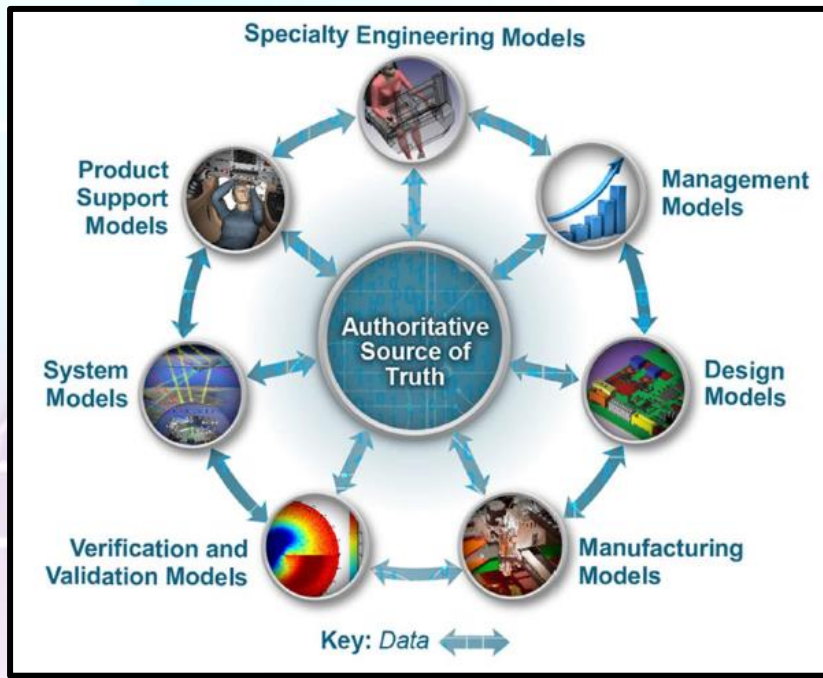 Specialty Engineering Models
Management
Models
Design
Models
Manufacturing
Models
Verification and
Validation Models
System
Models
Product
Support
Models
Authoritative
Source of
Truth
Key: Data